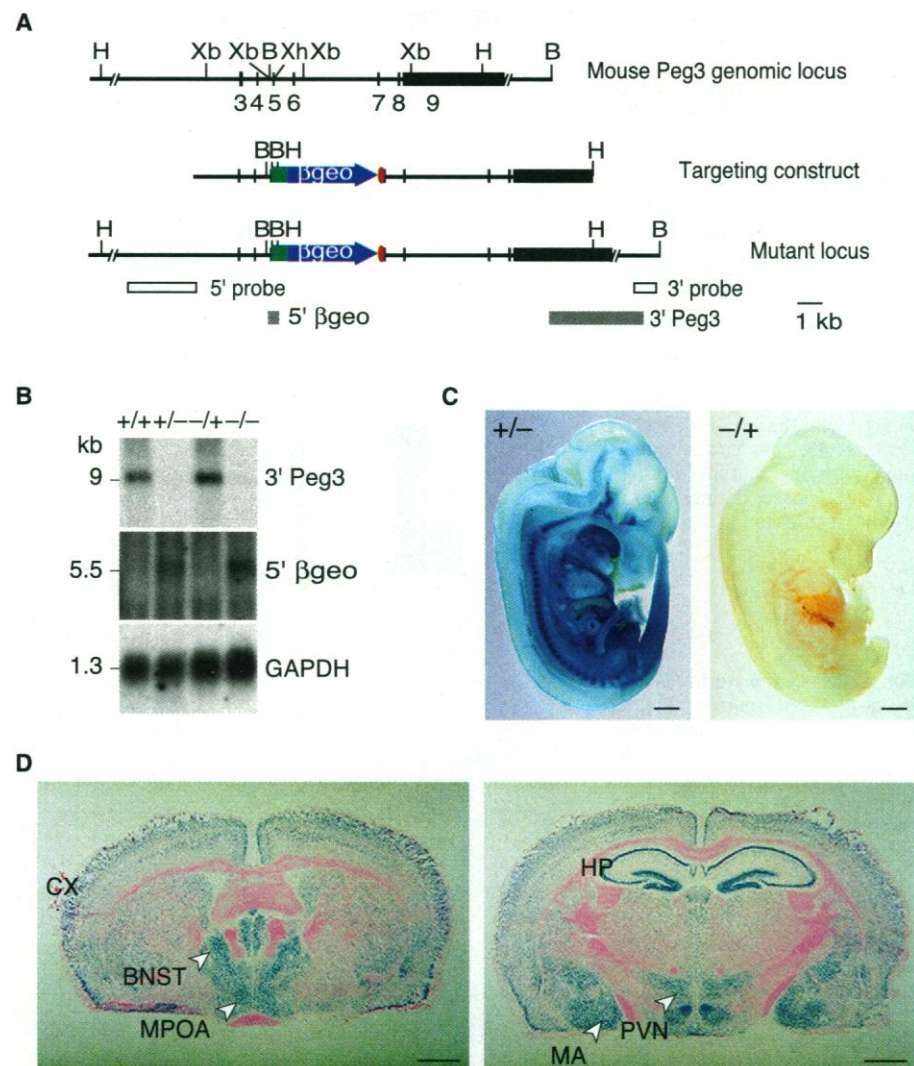 A
H Xb Xb B Xh Xb Xb H B
Mouse Peg3 genomic locus
3 4 5 6 7 8 9
B B H H
βgeo
Targeting construct
H B B H H B
βgeo
Mutant locus
5' probe
3' probe
5' βgeo
3' Peg3
1 kb
B
+/+ +/– –/+ –/–
kb
9
3' Peg3
5.5
5' βgeo
1.3
GAPDH
C
+/–
–/+
D
CX
BNST
MPOA
HP
PVN
MA